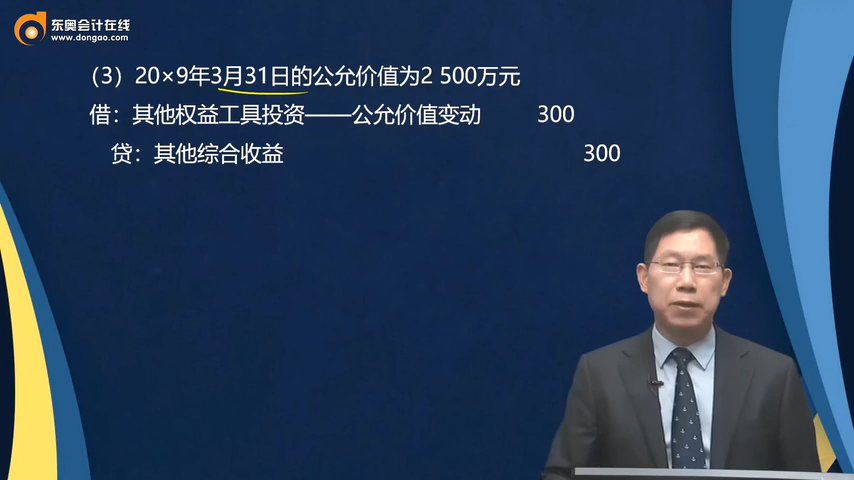 东奥会计在线
www.dongao.com
（3）20×9年3月31日的公允价值为2 500万元
借：其他权益工具投资——公允价值变动 300
贷：其他综合收益 300